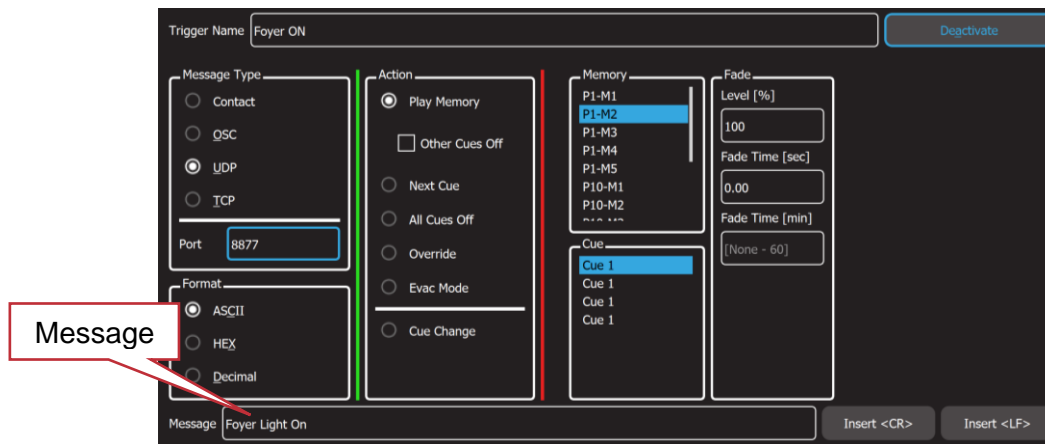 Trigger Name Foyer ON Deactivate
Message Type
Contact
OSC
UDP
TCP
Port 8877
Format
ASCII
HEX
Decimal
Action
Play Memory
Other Cues Off
Next Cue
All Cues Off
Override
Evac Mode
Cue Change
Memory
P1-M1
P1-M2
P1-M3
P1-M4
P1-M5
P10-M1
P10-M2
Cue
Cue 1
Cue 1
Cue 1
Cue 1
Fade
Level [%]
100
Fade Time [sec]
0.00
Fade Time [min]
[None - 60]
Message
Message Foyer Light On Insert <CR> Insert <LF>